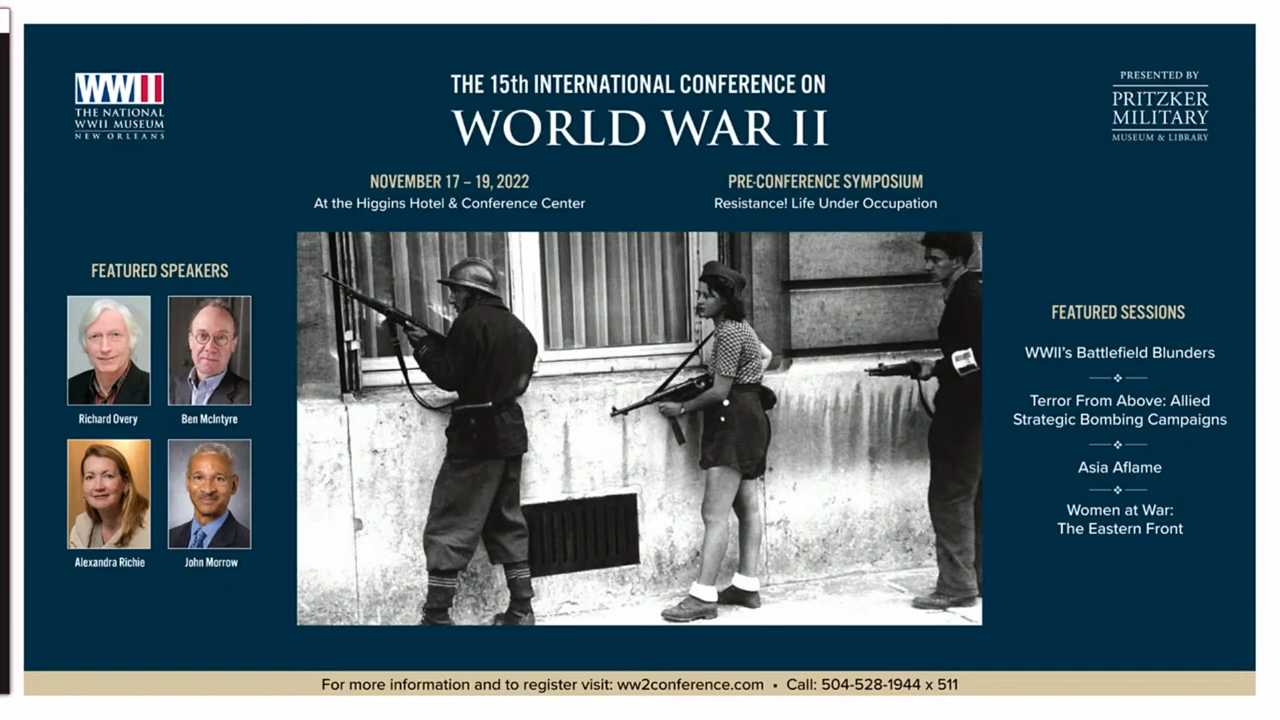 WWII
THE NATIONAL
WWII MUSEUM
NEW ORLEANS
THE 15th INTERNATIONAL CONFERENCE ON
WORLD WAR II
PRESENTED BY
PRITZKER
MILITARY
MUSEUM & LIBRARY
NOVEMBER 17 – 19, 2022
At the Higgins Hotel & Conference Center
PRE-CONFERENCE SYMPOSIUM
Resistance! Life Under Occupation
FEATURED SPEAKERS
Richard Overy
Ben McIntyre
Alexandra Richie
John Morrow
FEATURED SESSIONS
WWII's Battlefield Blunders
Terror From Above: Allied
Strategic Bombing Campaigns
Asia Aflame
Women at War:
The Eastern Front
For more information and to register visit: ww2conference.com • Call: 504-528-1944 x 511